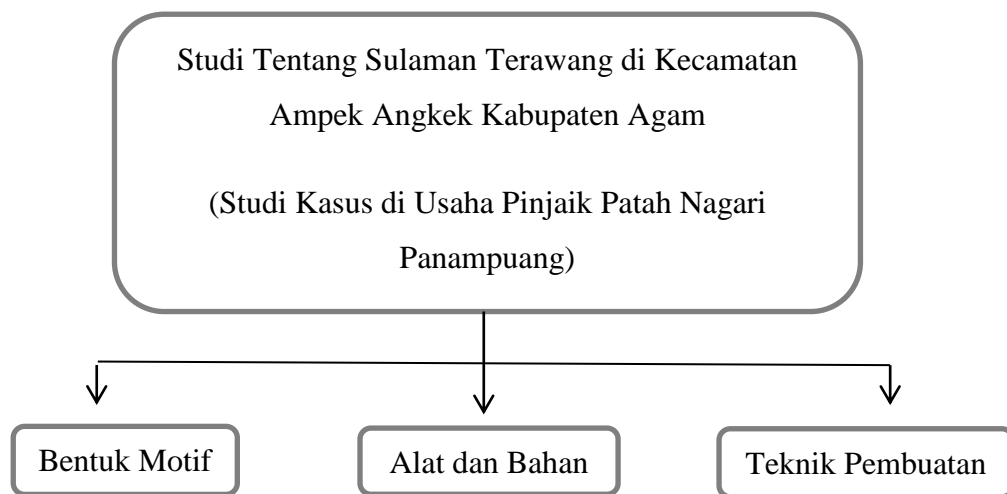 Studi Tentang Sulaman Terawang di Kecamatan
Ampek Angkek Kabupaten Agam
(Studi Kasus di Usaha Pinjaik Patah Nagari
Panampuang)
Bentuk Motif
Alat dan Bahan
Teknik Pembuatan